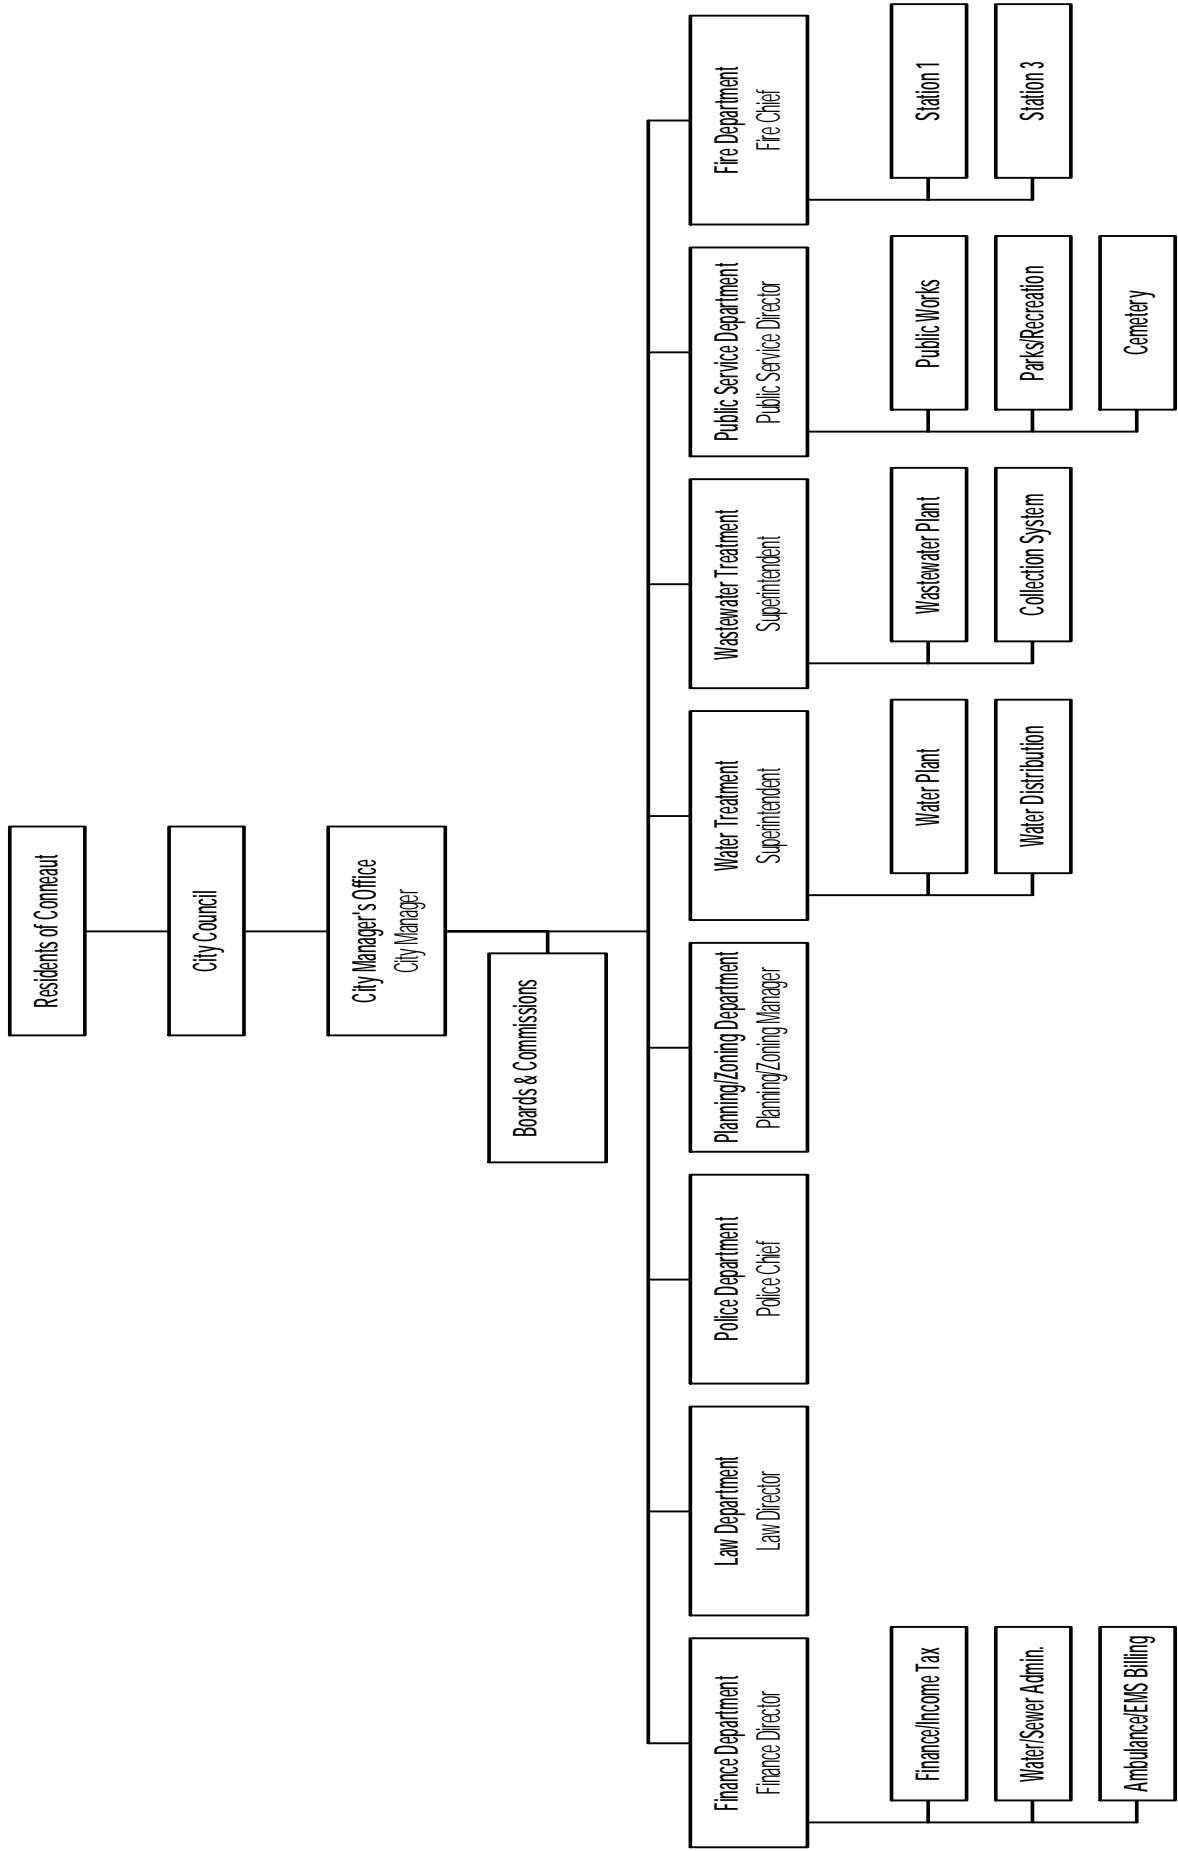 Residents of Conneaut
City Council
City Manager's Office
City Manager
Boards & Commissions
Finance Department
Finance Director
Law Department
Law Director
Police Department
Police Chief
Planning/Zoning Department
Planning/Zoning Manager
Water Treatment
Superintendent
Wastewater Treatment
Superintendent
Public Service Department
Public Service Director
Fire Department
Fire Chief
Finance/Income Tax
Water/Sewer Admin.
Ambulance/EMS Billing
Water Plant
Water Distribution
Wastewater Plant
Collection System
Public Works
Parks/Recreation
Cemetery
Station 1
Station 3